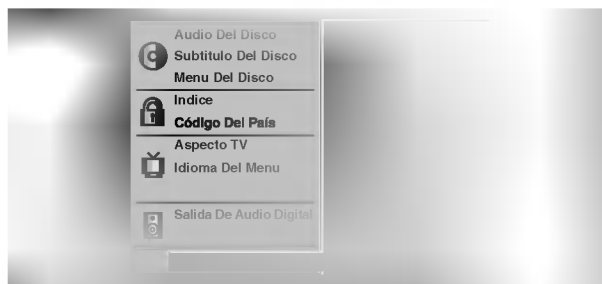 Audio Del Disco
Subtitulo Del Disco
Menu Del Disco
Indice
Código Del País
Aspecto TV
Idioma Del Menu
Salida De Audio Digital